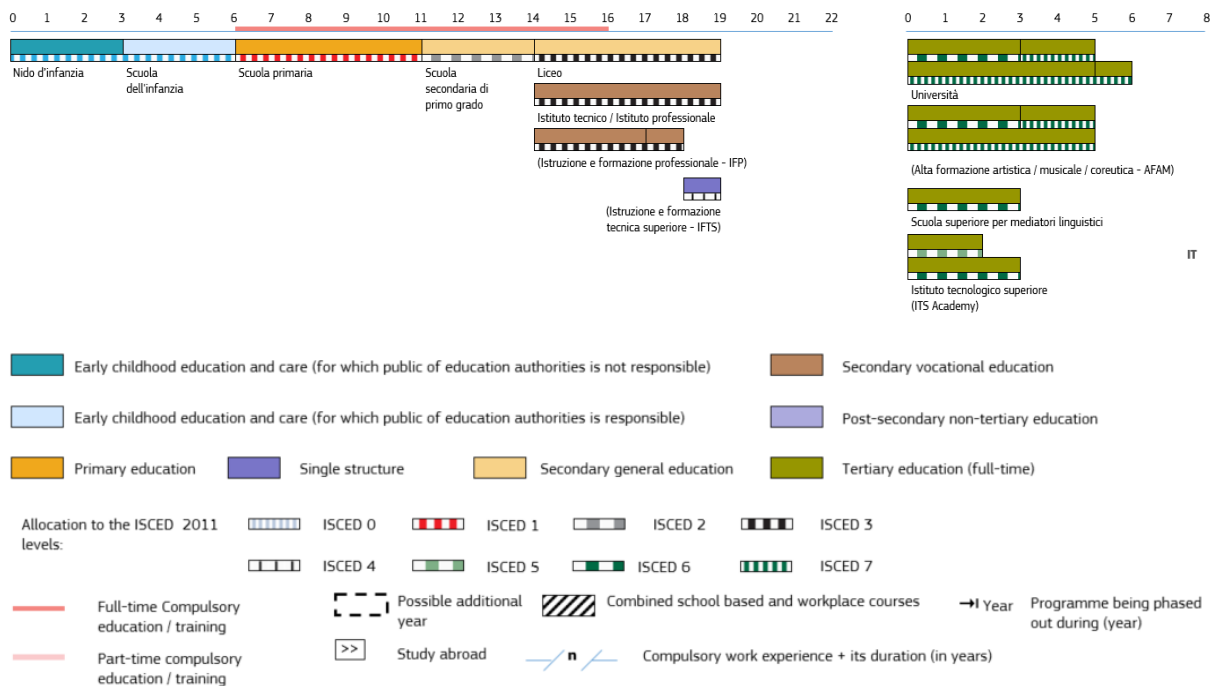 0 1 2 3 4 5 6 7 8 9 10 11 12 13 14 15 16 17 18 19 20 21 22
0 1 2 3 4 5 6 7 8
Nido d'infanzia
Scuola
dell'infanzia
Scuola primaria
Scuola
secondaria di
primo grado
Liceo
Istituto tecnico / Istituto professionale
(Istruzione e formazione professionale - IFP)
(Istruzione e formazione
tecnica superiore - IFTS)
Università
(Alta formazione artistica / musicale / coreutica - AFAM)
Scuola superiore per mediatori linguistici
IT
Istituto tecnologico superiore
(ITS Academy)
Early childhood education and care (for which public of education authorities is not responsible)
Secondary vocational education
Early childhood education and care (for which public of education authorities is responsible)
Post-secondary non-tertiary education
Primary education
Single structure
Secondary general education
Tertiary education (full-time)
Allocation to the ISCED 2011
levels:
ISCED 0
ISCED 1
ISCED 2
ISCED 3
ISCED 4
ISCED 5
ISCED 6
ISCED 7
Full-time Compulsory
education / training
Possible additional
year
Combined school based and workplace courses
Year
Programme being phased
out during (year)
Part-time compulsory
education / training
>>
Study abroad
n
Compulsory work experience + its duration (in years)